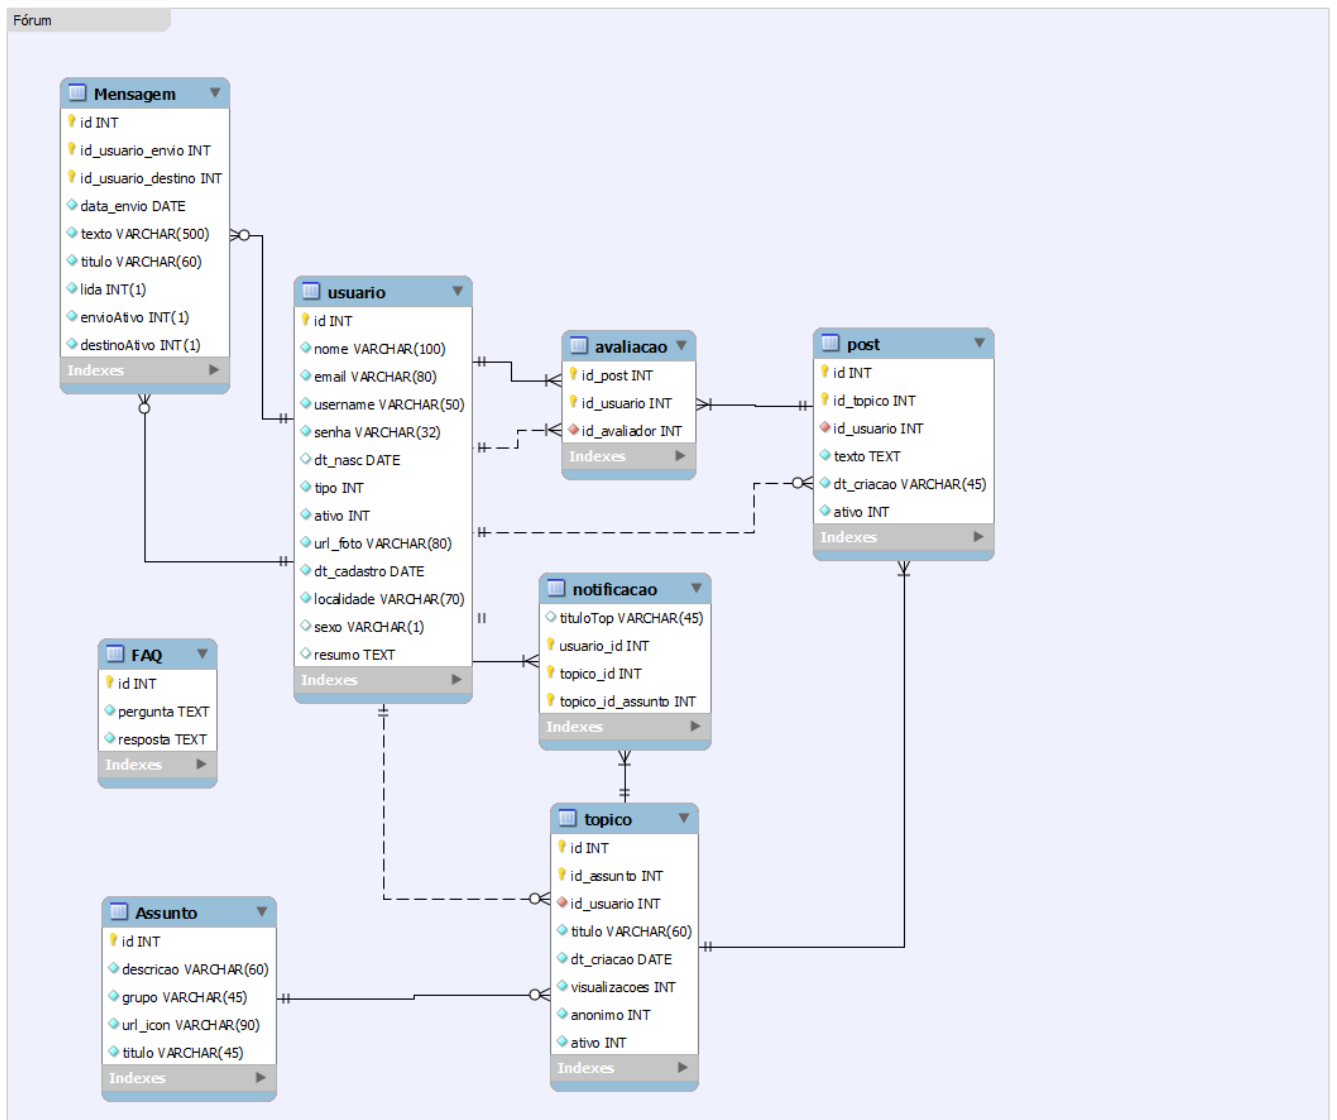 Fórum
Mensagem
id INT
id_usuario_envio INT
id_usuario_destino INT
data_envio DATE
texto VARCHAR(500)
titulo VARCHAR(60)
lida INT(1)
envioAtivo INT(1)
destinoAtivo INT(1)
Indexes
usuario
id INT
nome VARCHAR(100)
email VARCHAR(80)
username VARCHAR(50)
senha VARCHAR(32)
dt_nasc DATE
tipo INT
ativo INT
url_foto VARCHAR(80)
dt_cadastro DATE
localidade VARCHAR(70)
sexo VARCHAR(1)
resumo TEXT
Indexes
avaliacao
id_post INT
id_usuario INT
id_avaliador INT
Indexes
post
id INT
id_topico INT
id_usuario INT
texto TEXT
dt_criacao VARCHAR(45)
ativo INT
Indexes
notificacao
tituloTop VARCHAR(45)
usuario_id INT
topico_id INT
topico_id_assunto INT
Indexes
FAQ
id INT
pergunta TEXT
resposta TEXT
Indexes
topico
id INT
id_assunto INT
id_usuario INT
titulo VARCHAR(60)
dt_criacao DATE
visualizacoes INT
anonimo INT
ativo INT
Indexes
Assunto
id INT
descricao VARCHAR(60)
grupo VARCHAR(45)
url_icon VARCHAR(90)
titulo VARCHAR(45)
Indexes